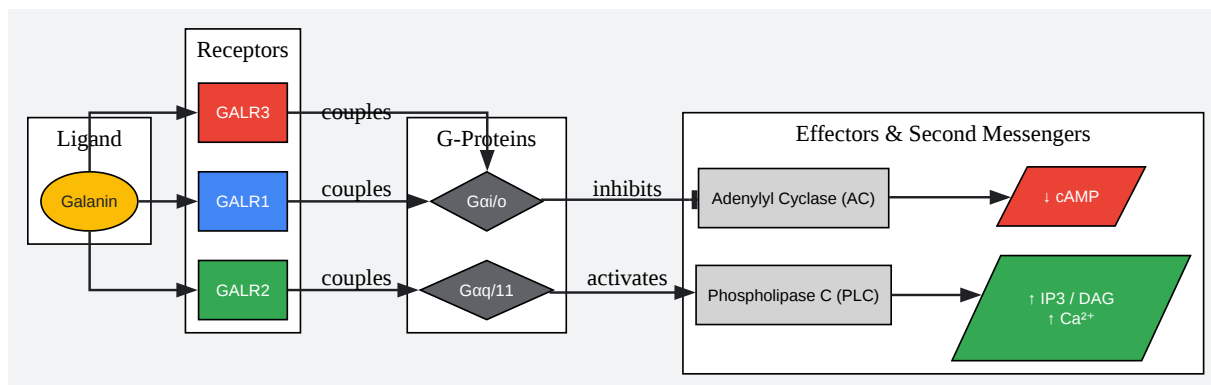 Receptors
Ligand
Galanin
GALR3
GALR1
GALR2
couples
couples
couples
G-Proteins
Gαi/o
Gαq/11
inhibits
activates
Effectors & Second Messengers
Adenylyl Cyclase (AC)
↓ cAMP
Phospholipase C (PLC)
↑ IP3 / DAG
↑ Ca²⁺